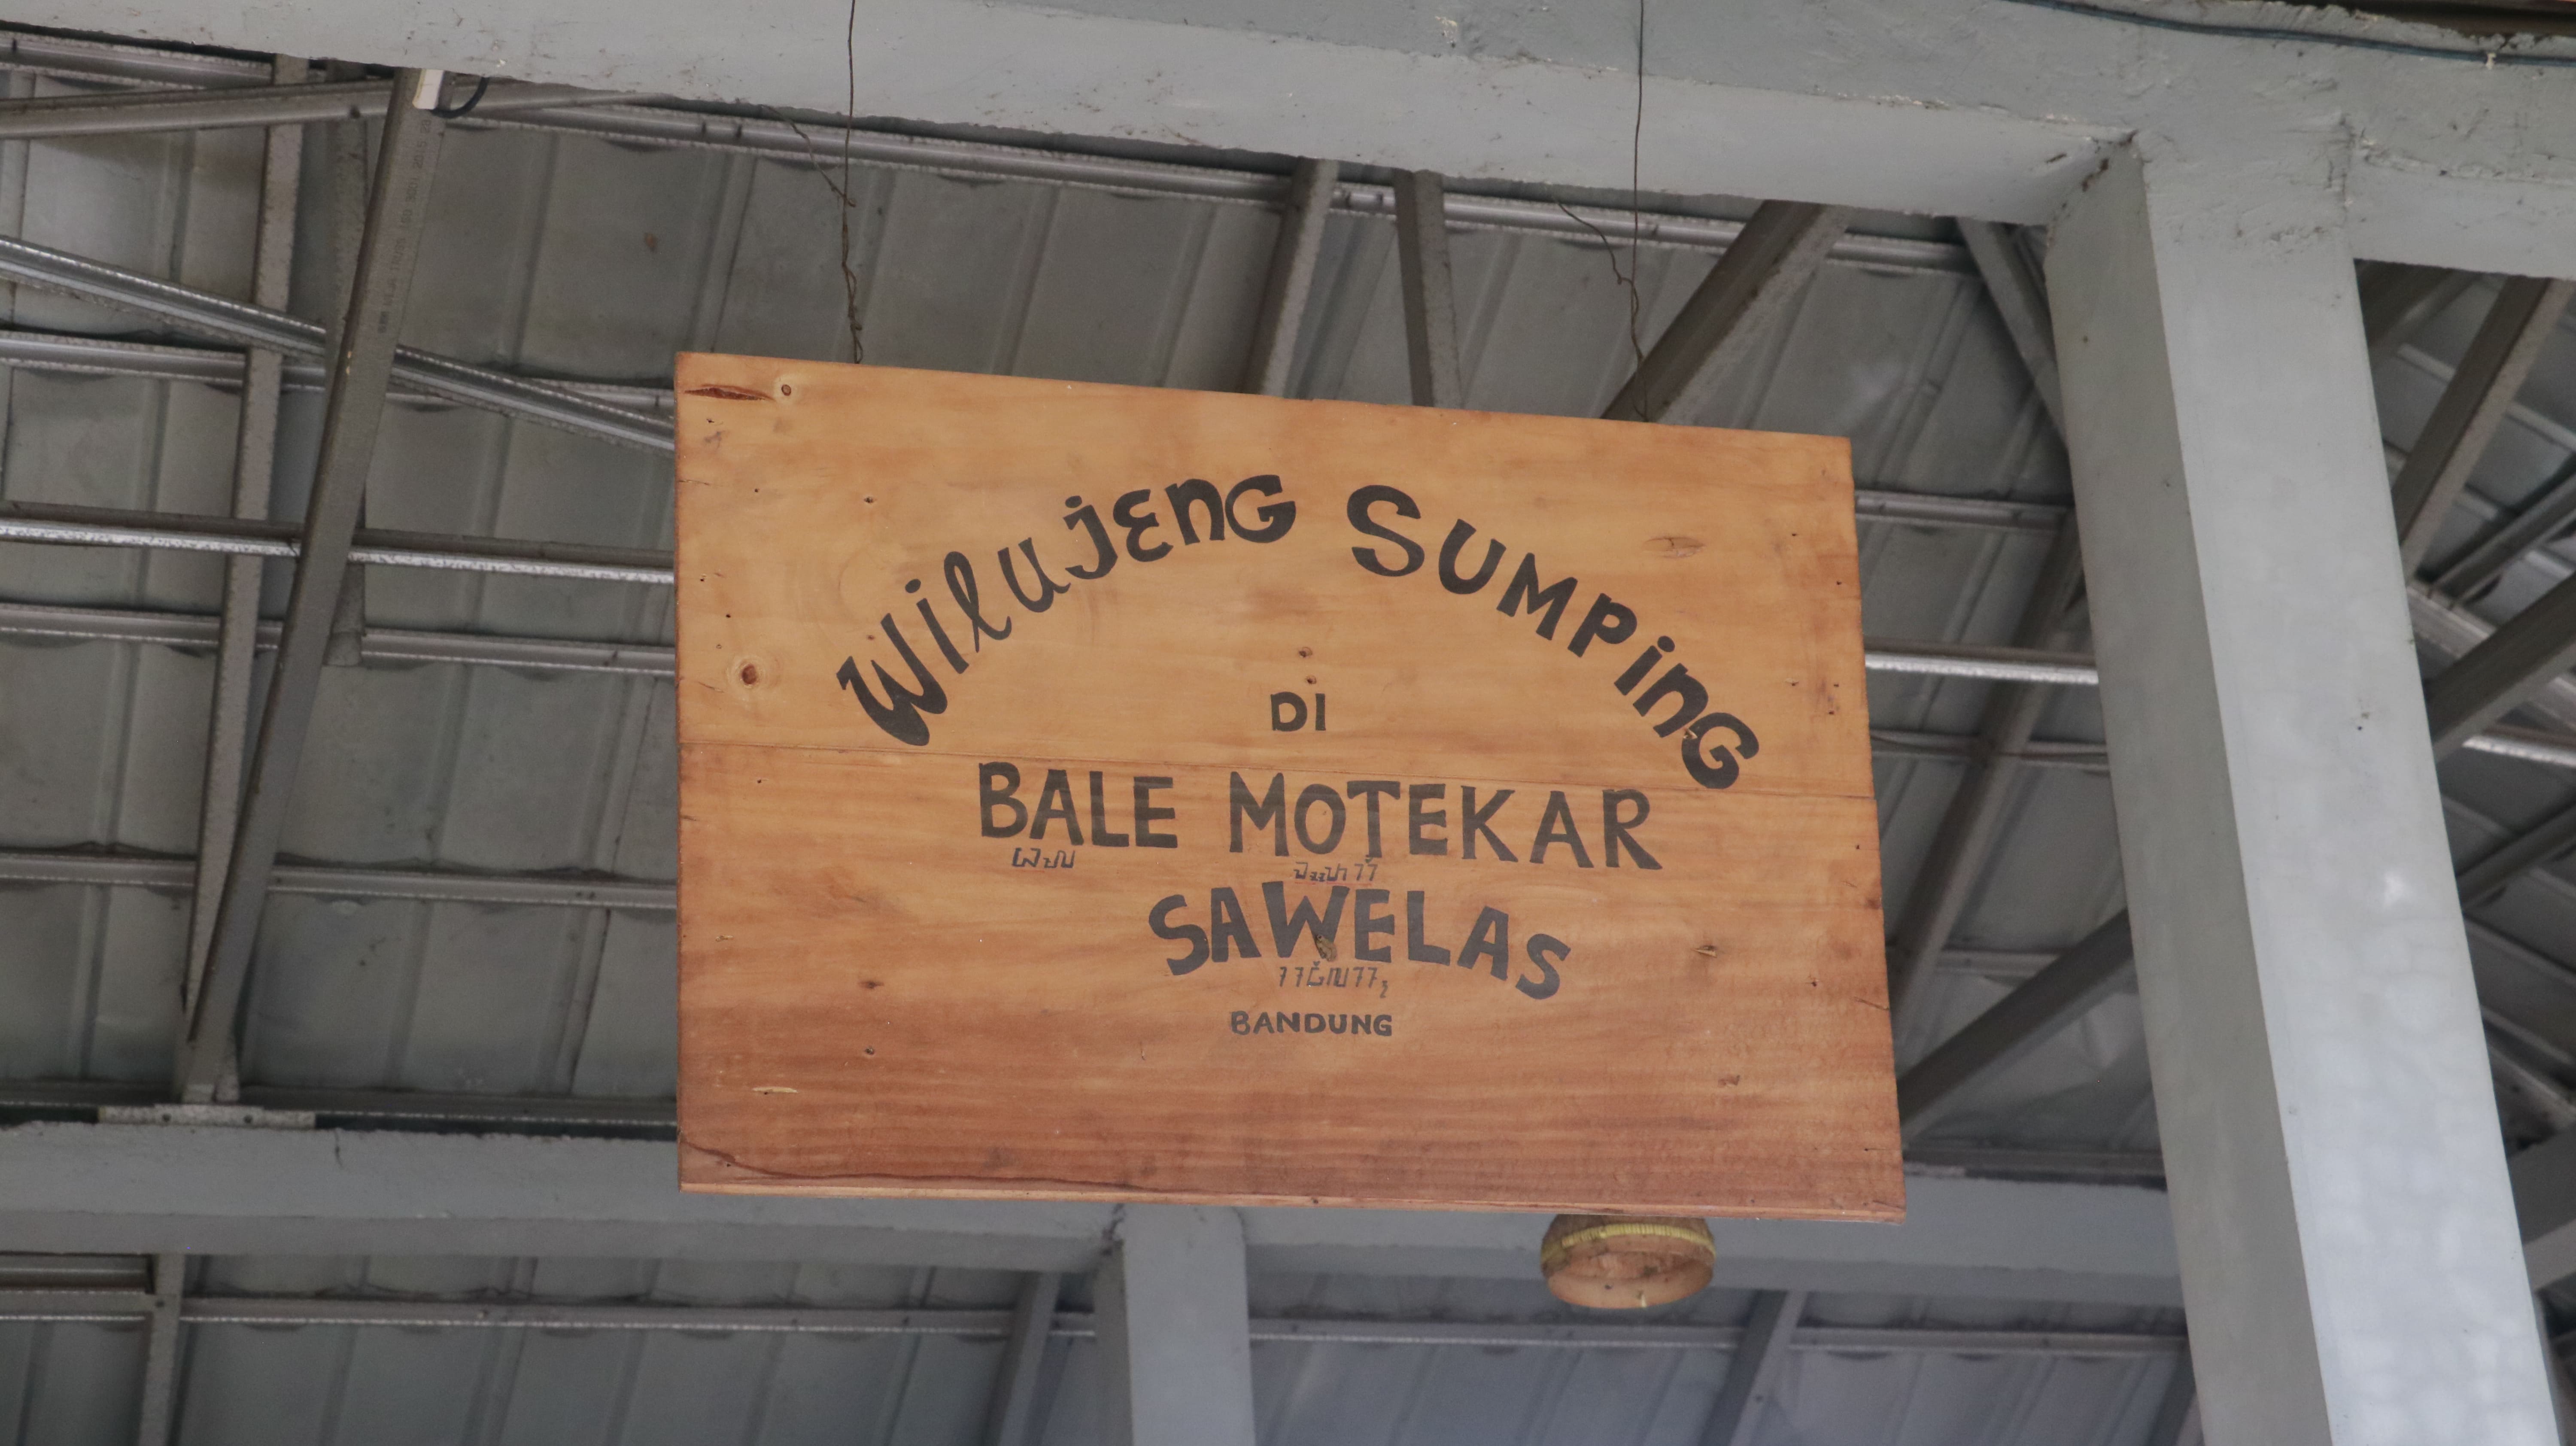 Wilujeng Sumping
DI
BALE MOTEKAR
SAWELAS
BANDUNG